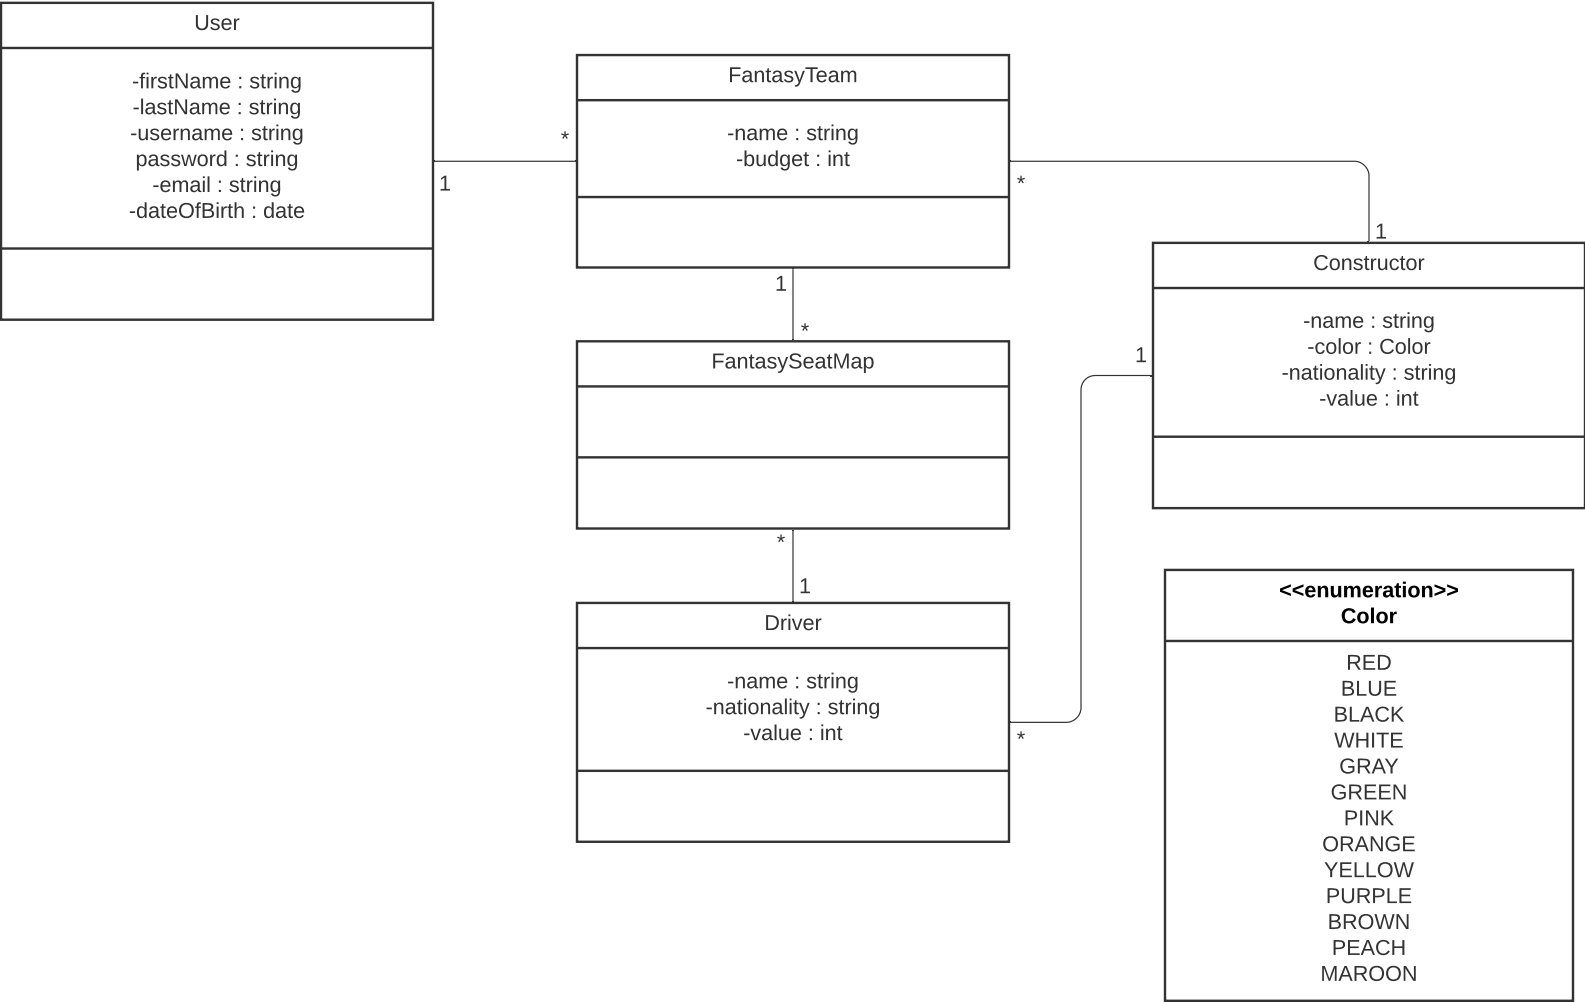 User
-firstName : string
-lastName : string
-username : string
password : string
-email : string
-dateOfBirth : date
1
*
FantasyTeam
-name : string
-budget : int
*
1
1
*
FantasySeatMap
*
1
Driver
-name : string
-nationality : string
-value : int
*
1
Constructor
-name : string
-color : Color
-nationality : string
-value : int
<<enumeration>>
Color
RED
BLUE
BLACK
WHITE
GRAY
GREEN
PINK
ORANGE
YELLOW
PURPLE
BROWN
PEACH
MAROON